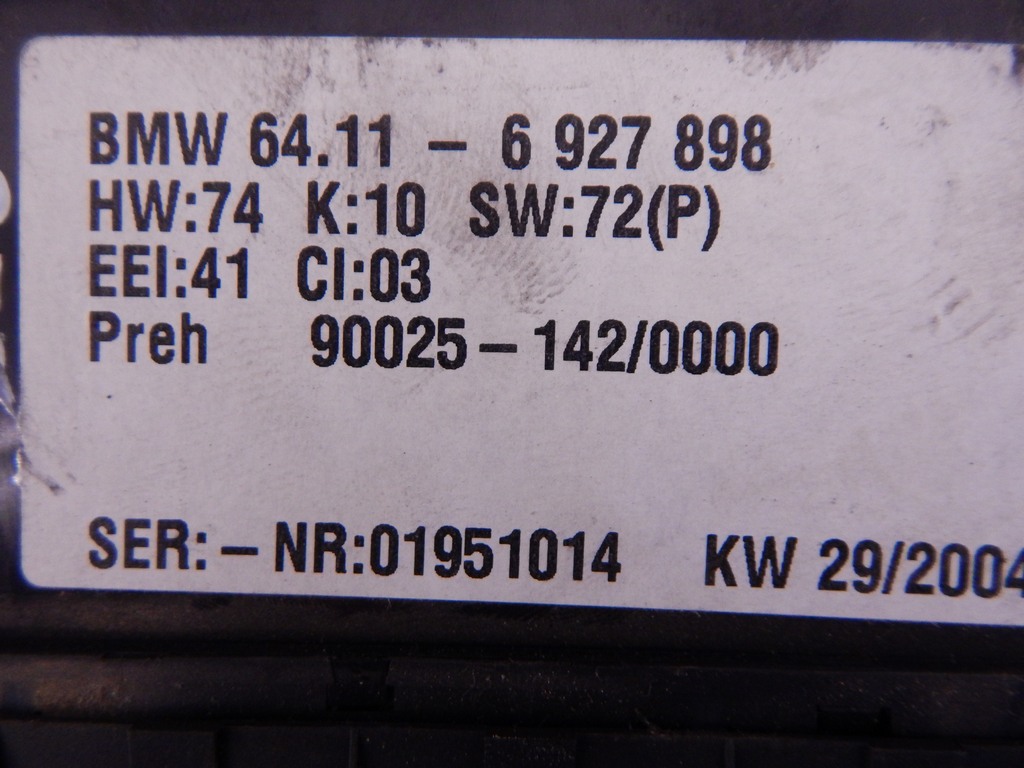 BMW 64.11 – 6 927 898
HW:74 K:10 SW:72(P)
EEI:41 CI:03
Preh 90025 – 142/0000
SER: – NR:01951014 KW 29/2004